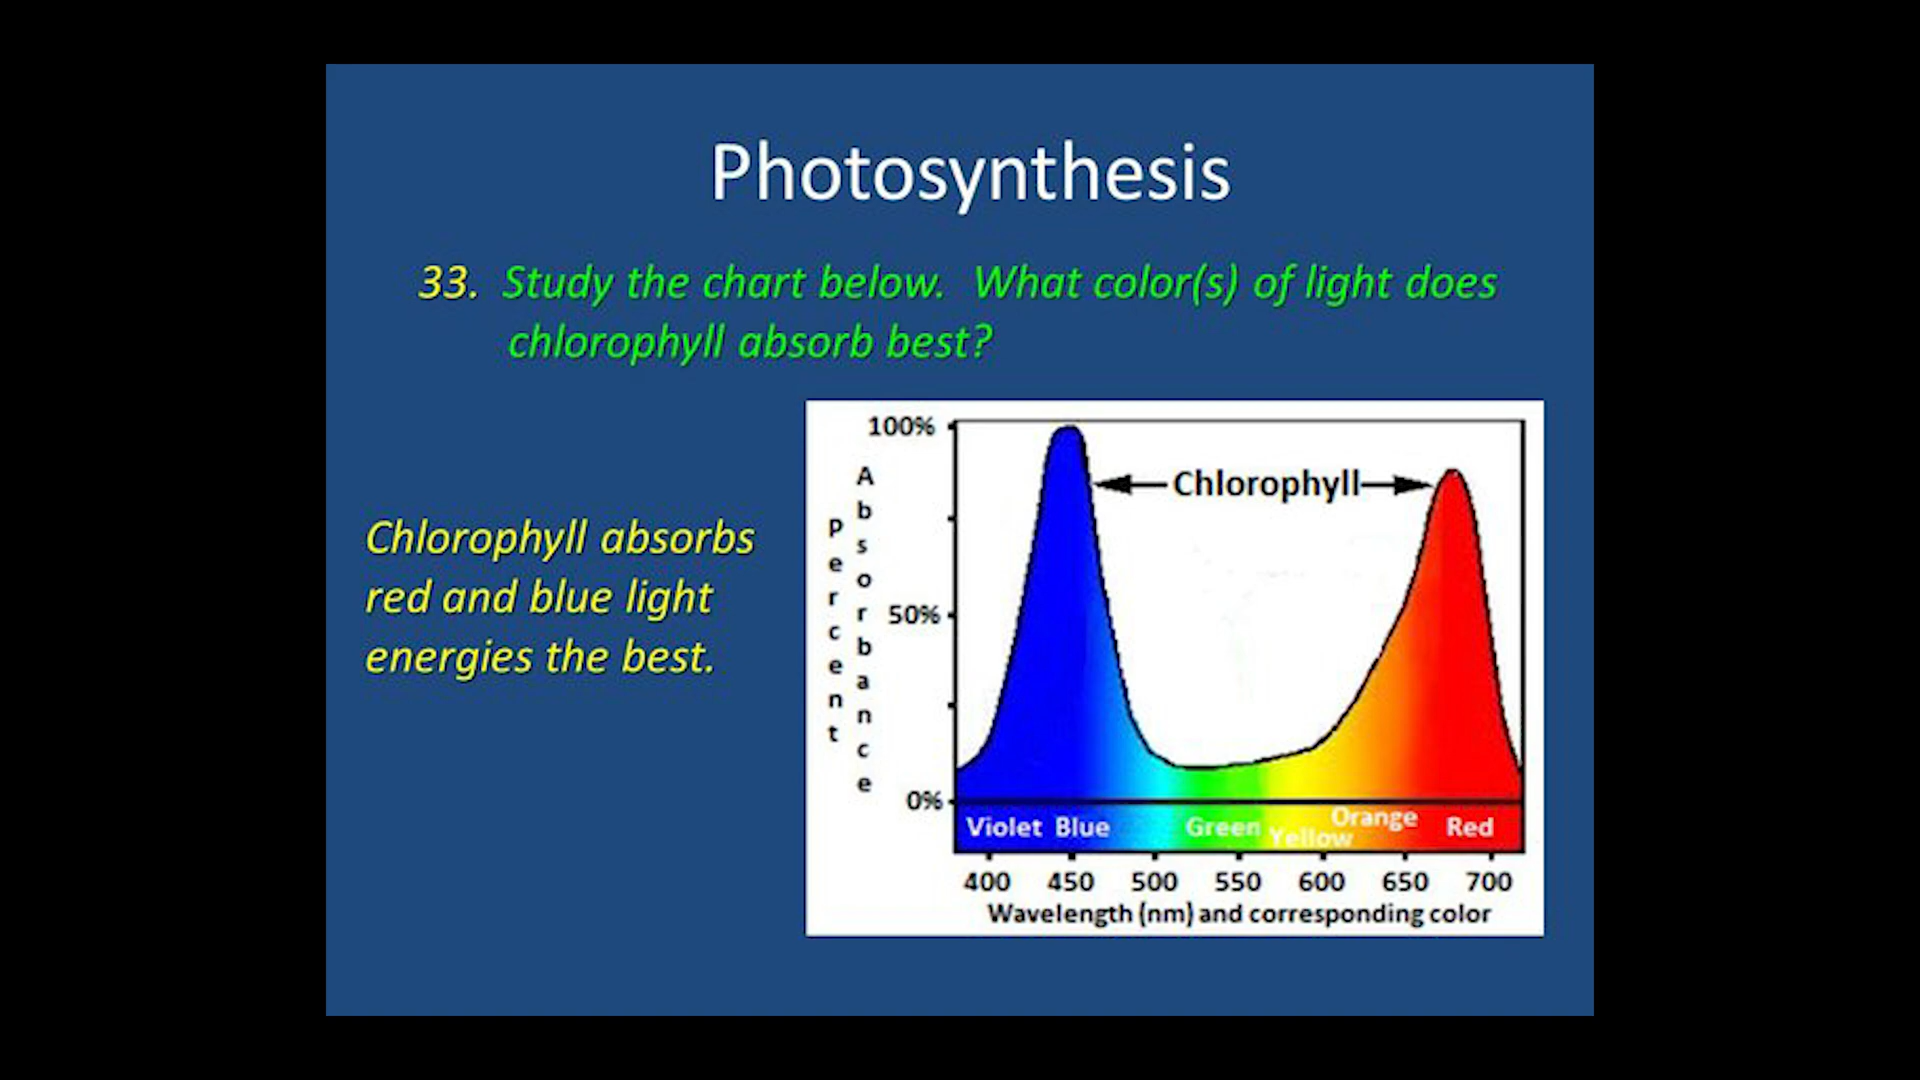 Photosynthesis
33. Study the chart below. What color(s) of light does
chlorophyll absorb best?
Chlorophyll absorbs
red and blue light
energies the best.
Percent
Absorbance
100%
50%
0%
Chlorophyll
Violet Blue Green Yellow Orange Red
400 450 500 550 600 650 700
Wavelength (nm) and corresponding color